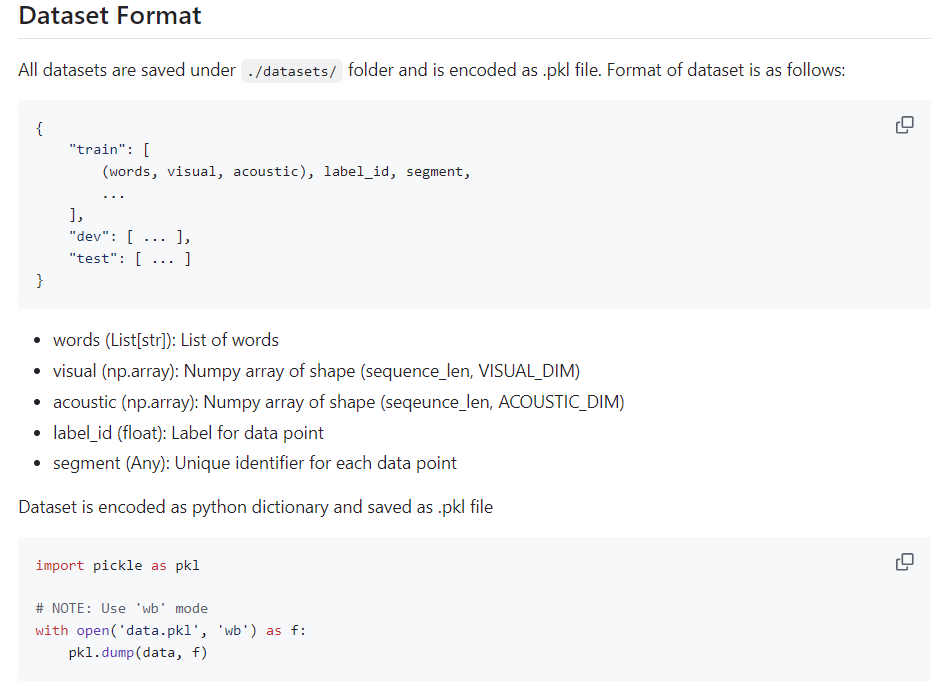 Dataset Format
All datasets are saved under ./datasets/ folder and is encoded as .pkl file. Format of dataset is as follows:
{
    "train": [
        (words, visual, acoustic), label_id, segment,
        ...
    ],
    "dev": [ ... ],
    "test": [ ... ]
}
• words (List[str]): List of words
• visual (np.array): Numpy array of shape (sequence_len, VISUAL_DIM)
• acoustic (np.array): Numpy array of shape (seqeunce_len, ACOUSTIC_DIM)
• label_id (float): Label for data point
• segment (Any): Unique identifier for each data point
Dataset is encoded as python dictionary and saved as .pkl file
import pickle as pkl
# NOTE: Use 'wb' mode
with open('data.pkl', 'wb') as f:
    pkl.dump(data, f)